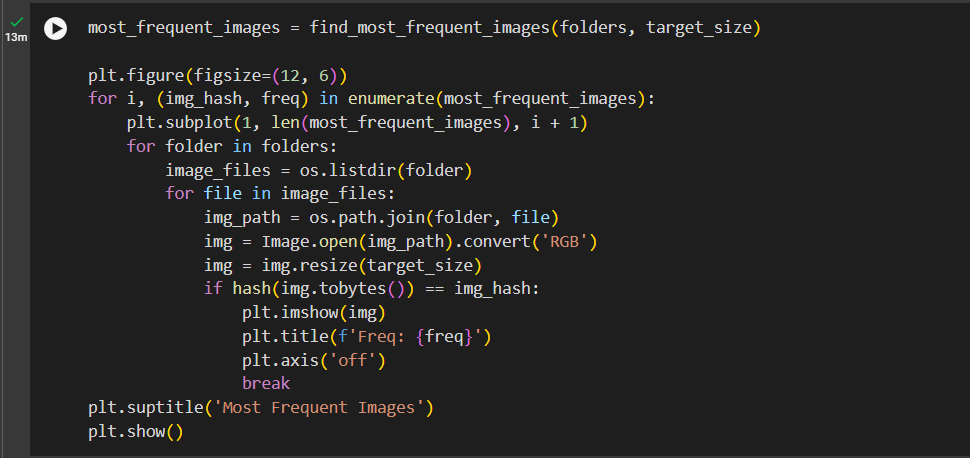 most_frequent_images = find_most_frequent_images(folders, target_size)
13m
plt.figure(figsize=(12, 6))
for i, (img_hash, freq) in enumerate(most_frequent_images):
    plt.subplot(1, len(most_frequent_images), i + 1)
    for folder in folders:
        image_files = os.listdir(folder)
        for file in image_files:
            img_path = os.path.join(folder, file)
            img = Image.open(img_path).convert('RGB')
            img = img.resize(target_size)
            if hash(img.tobytes()) == img_hash:
                plt.imshow(img)
                plt.title(f'Freq: {freq}')
                plt.axis('off')
                break
plt.suptitle('Most Frequent Images')
plt.show()